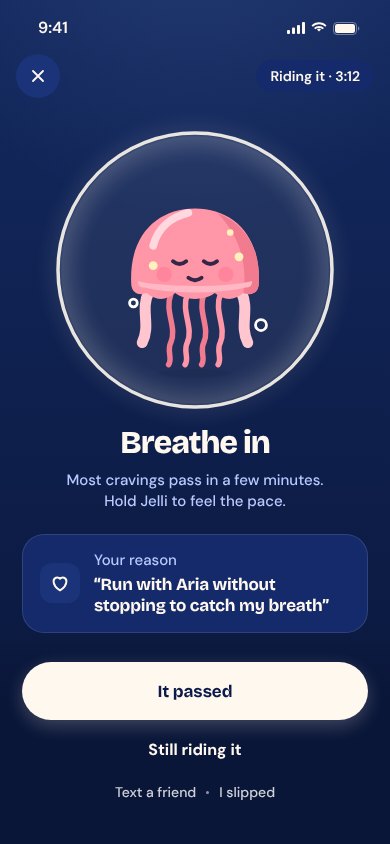 9:41
Riding it · 3:12
Breathe in
Most cravings pass in a few minutes.
Hold Jelli to feel the pace.
Your reason
“Run with Aria without
stopping to catch my breath”
It passed
Still riding it
Text a friend · I slipped